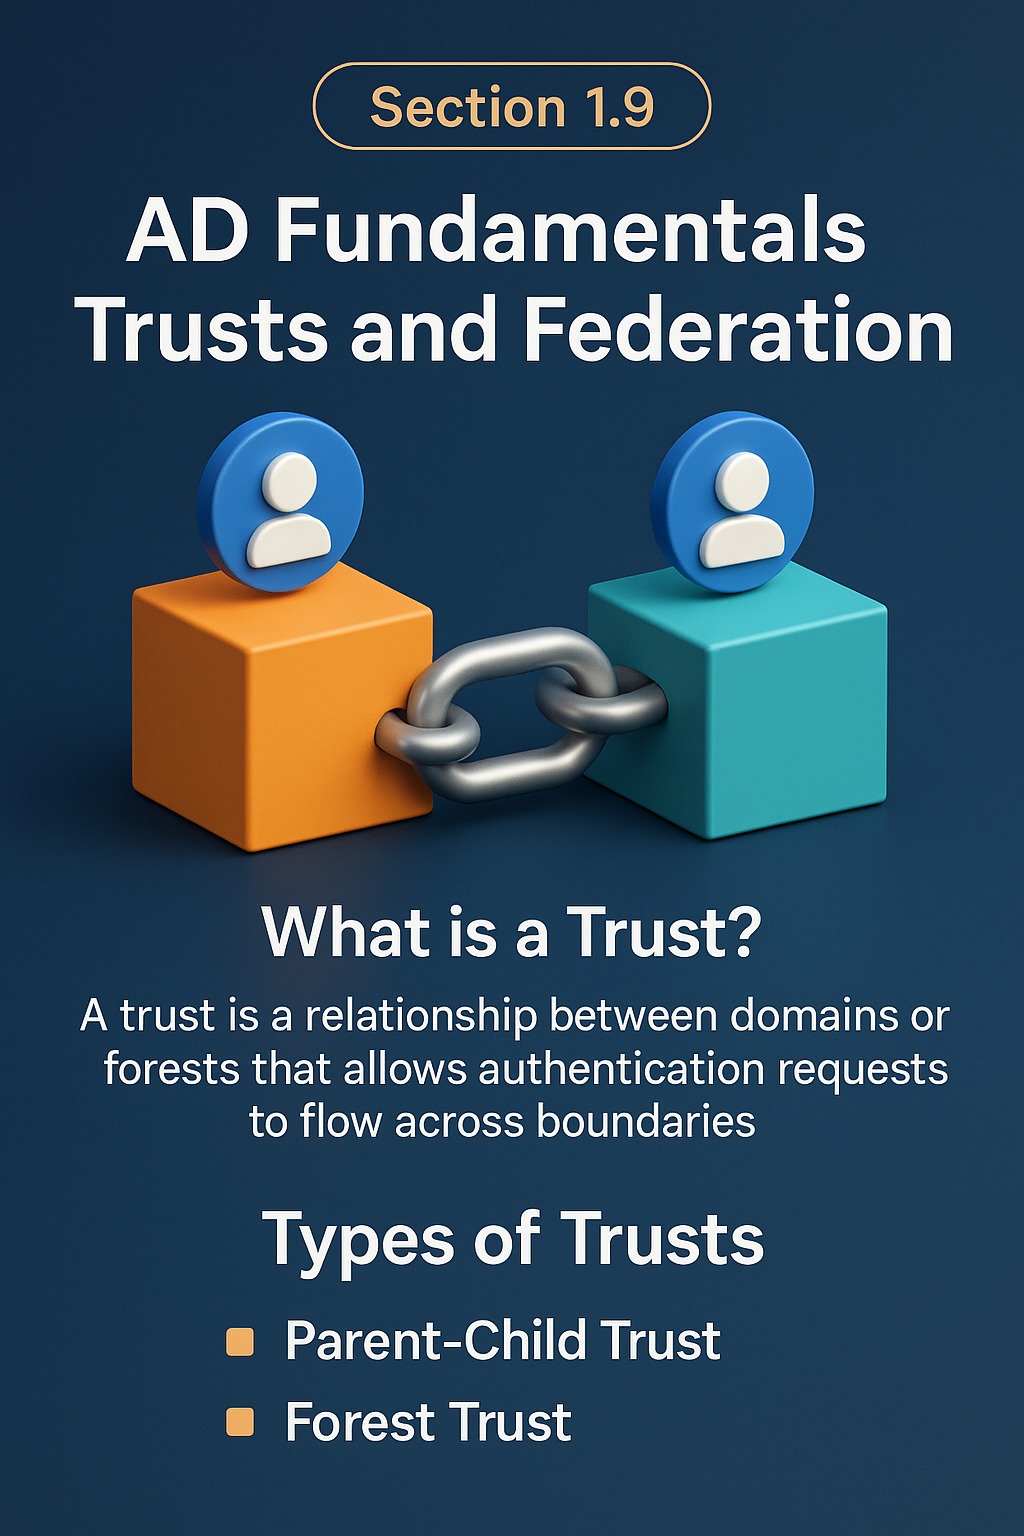 Section 1.9
AD Fundamentals
Trusts and Federation
What is a Trust?
A trust is a relationship between domains or
forests that allows authentication requests
to flow across boundaries
Types of Trusts
Parent-Child Trust
Forest Trust